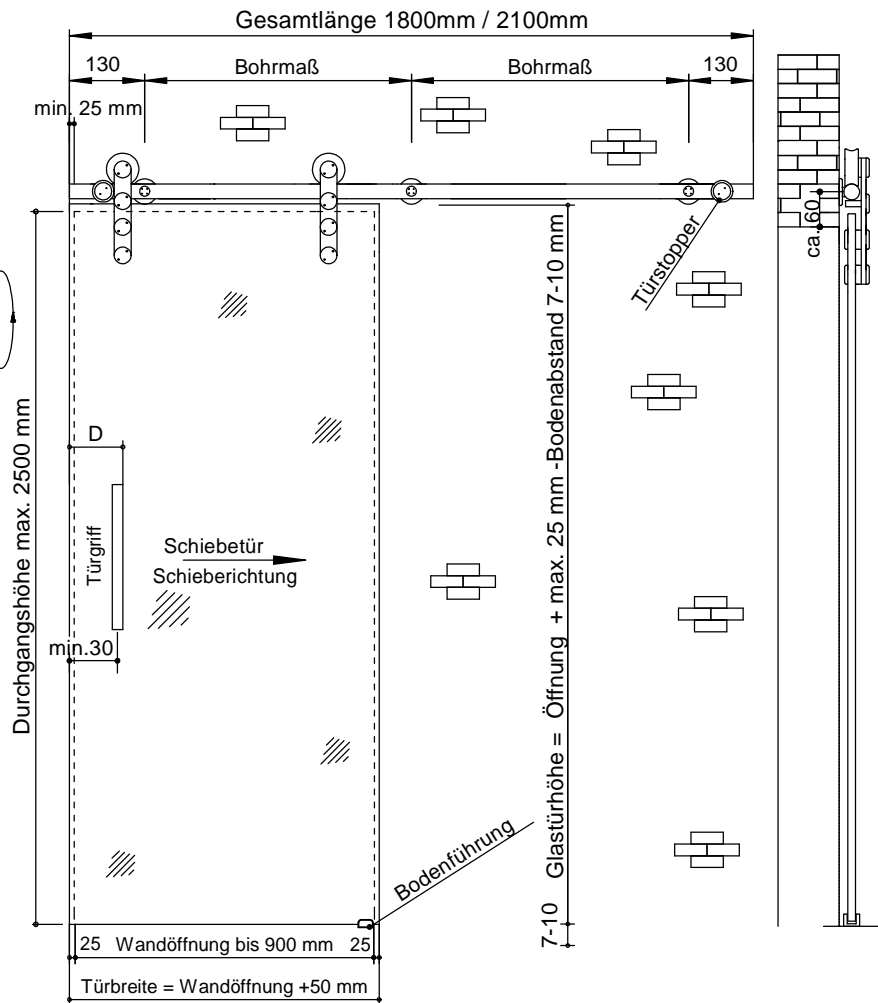 Gesamtlänge 1800mm / 2100mm
130
Bohrmaß
Bohrmaß
130
min. 25 mm
ca. 60
Türstopper
Durchgangshöhe max. 2500 mm
D
Türgriff
Schiebetür
Schieberichtung
min.30
Glastürhöhe = Öffnung + max. 25 mm -Bodenabstand 7-10 mm
Bodenführung
7-10
25
Wandöffnung bis 900 mm
25
Türbreite = Wandöffnung +50 mm